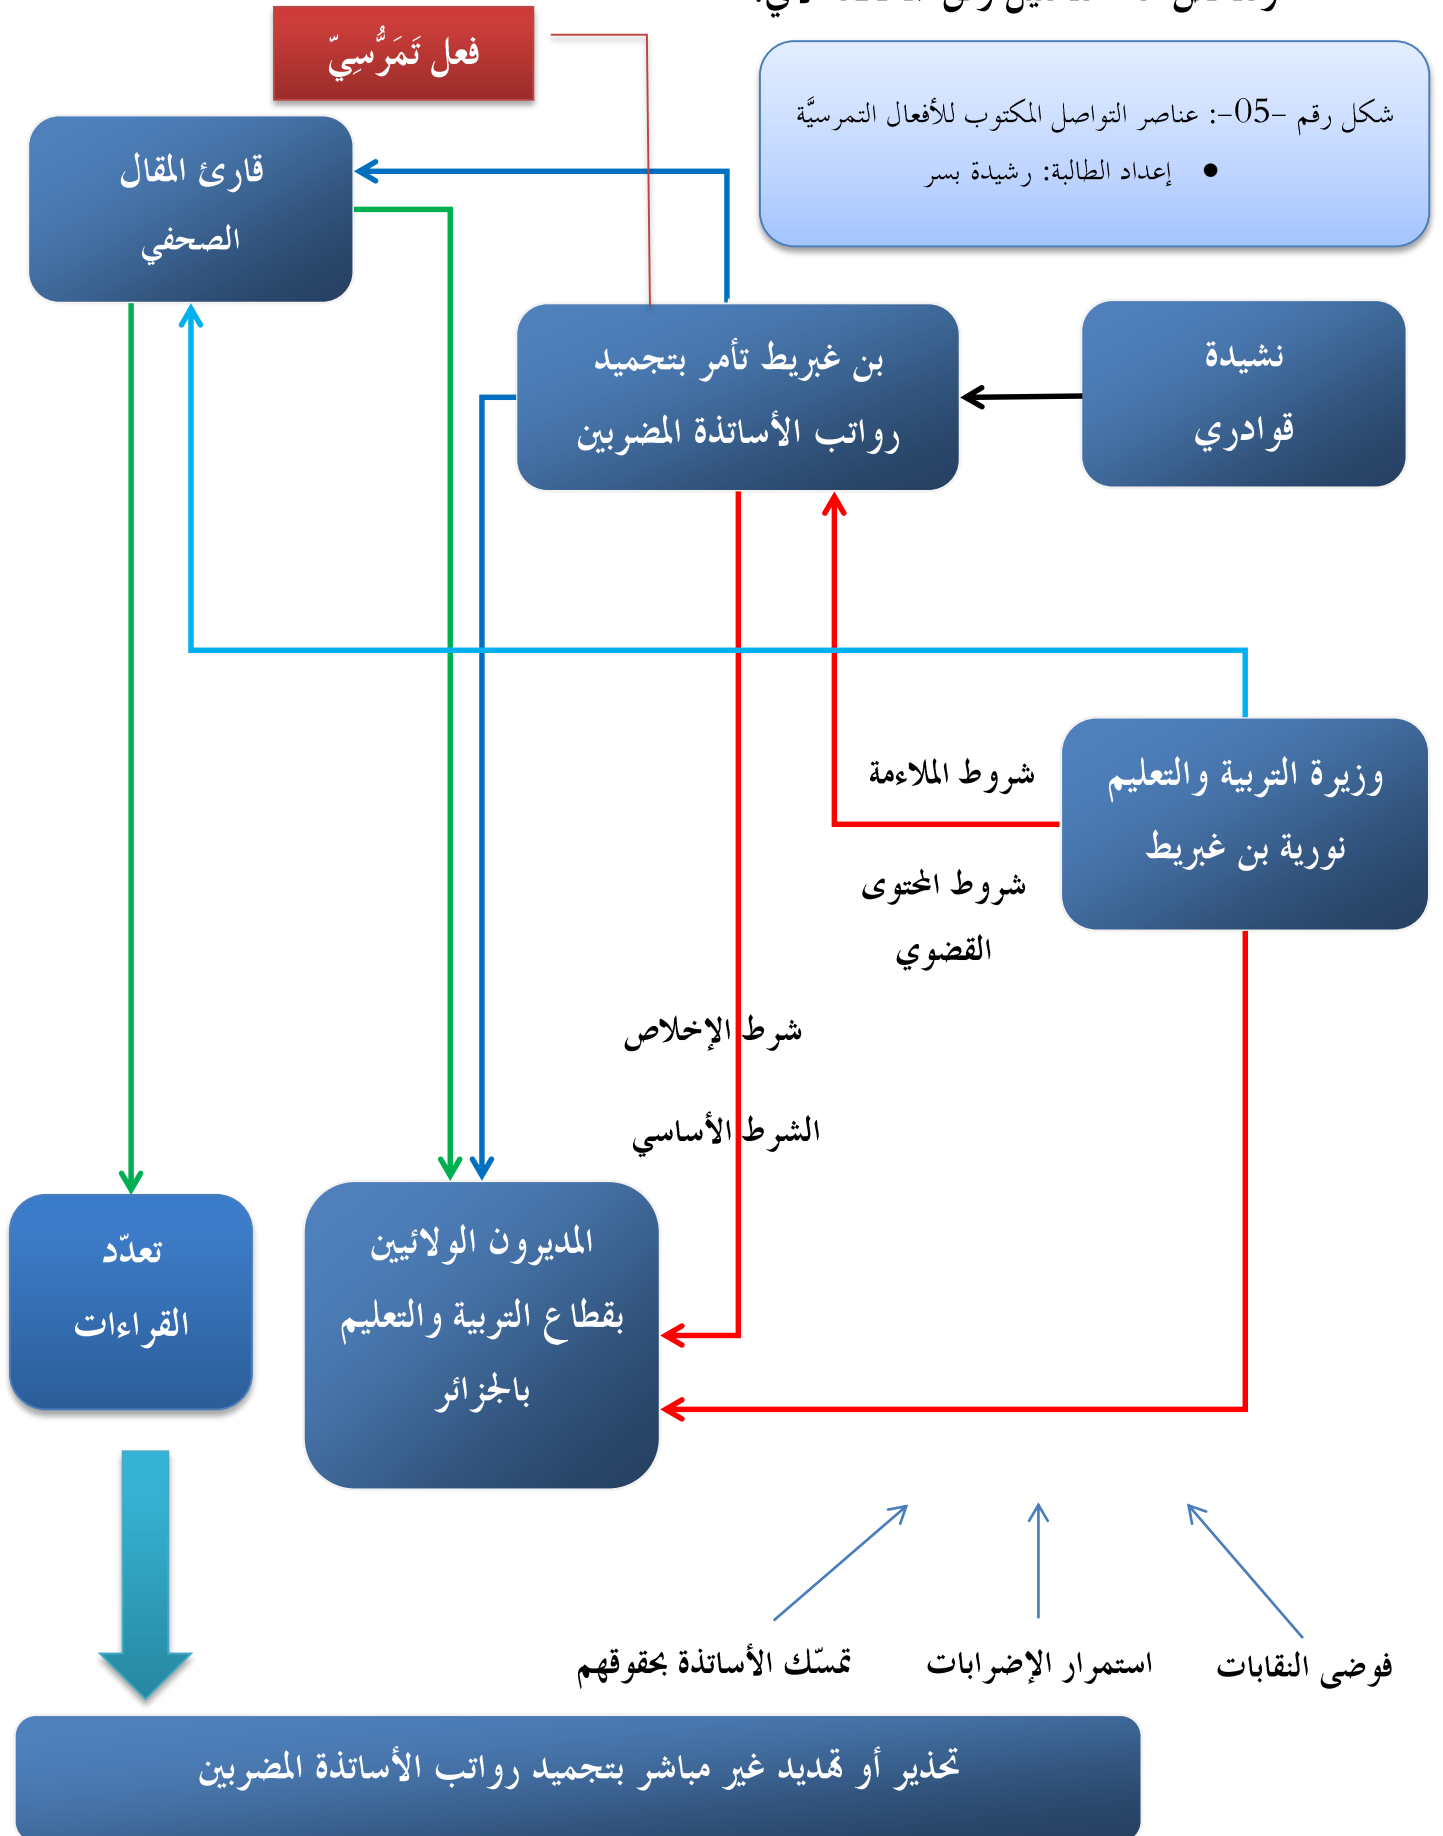 فعل تَمَرُّسِيّ
شكل رقم -05-: عناصر التواصل المكتوب للأفعال التمرسيَّة
• إعداد الطالبة: رشيدة بسر
قارئ المقال
الصحفي
نشيدة
قوادري
بن غبريط تأمر بتجميد
رواتب الأساتذة المضربين
وزيرة التربية والتعليم
نورية بن غبريط
شروط الملاءمة
شروط المحتوى
القضوي
شرط الإخلاص
الشرط الأساسي
المديرون الولائيين
بقطاع التربية والتعليم
بالجزائر
تعدّد
القراءات
فوضى النقابات
استمرار الإضرابات
تمسّك الأساتذة بحقوقهم
تحذير أو تهديد غير مباشر بتجميد رواتب الأساتذة المضربين